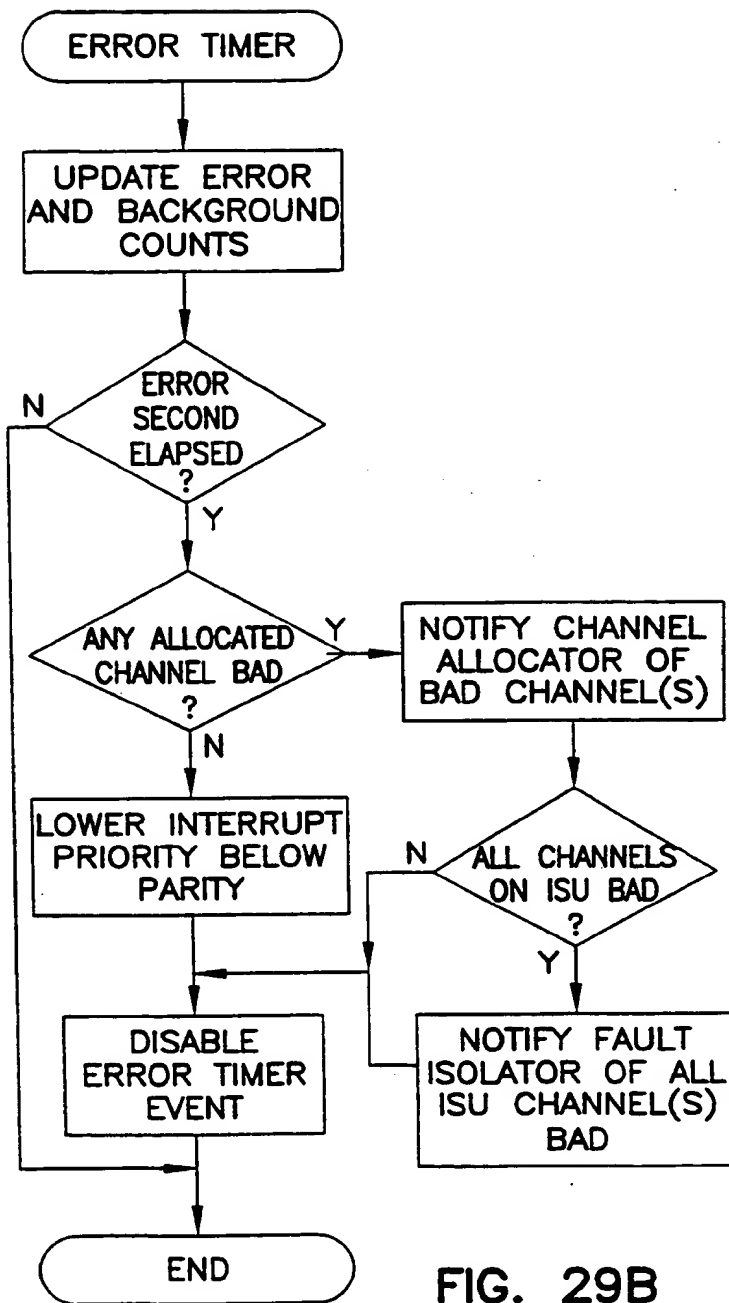 ERROR TIMER
UPDATE ERROR
AND BACKGROUND
COUNTS
ERROR
SECOND
ELAPSED
?
N
Y
ANY ALLOCATED
CHANNEL BAD
?
Y
N
NOTIFY CHANNEL
ALLOCATOR OF
BAD CHANNEL(S)
LOWER INTERRUPT
PRIORITY BELOW
PARITY
ALL CHANNELS
ON ISU BAD
?
N
Y
DISABLE
ERROR TIMER
EVENT
NOTIFY FAULT
ISOLATOR OF ALL
ISU CHANNEL(S)
BAD
END
FIG. 29B